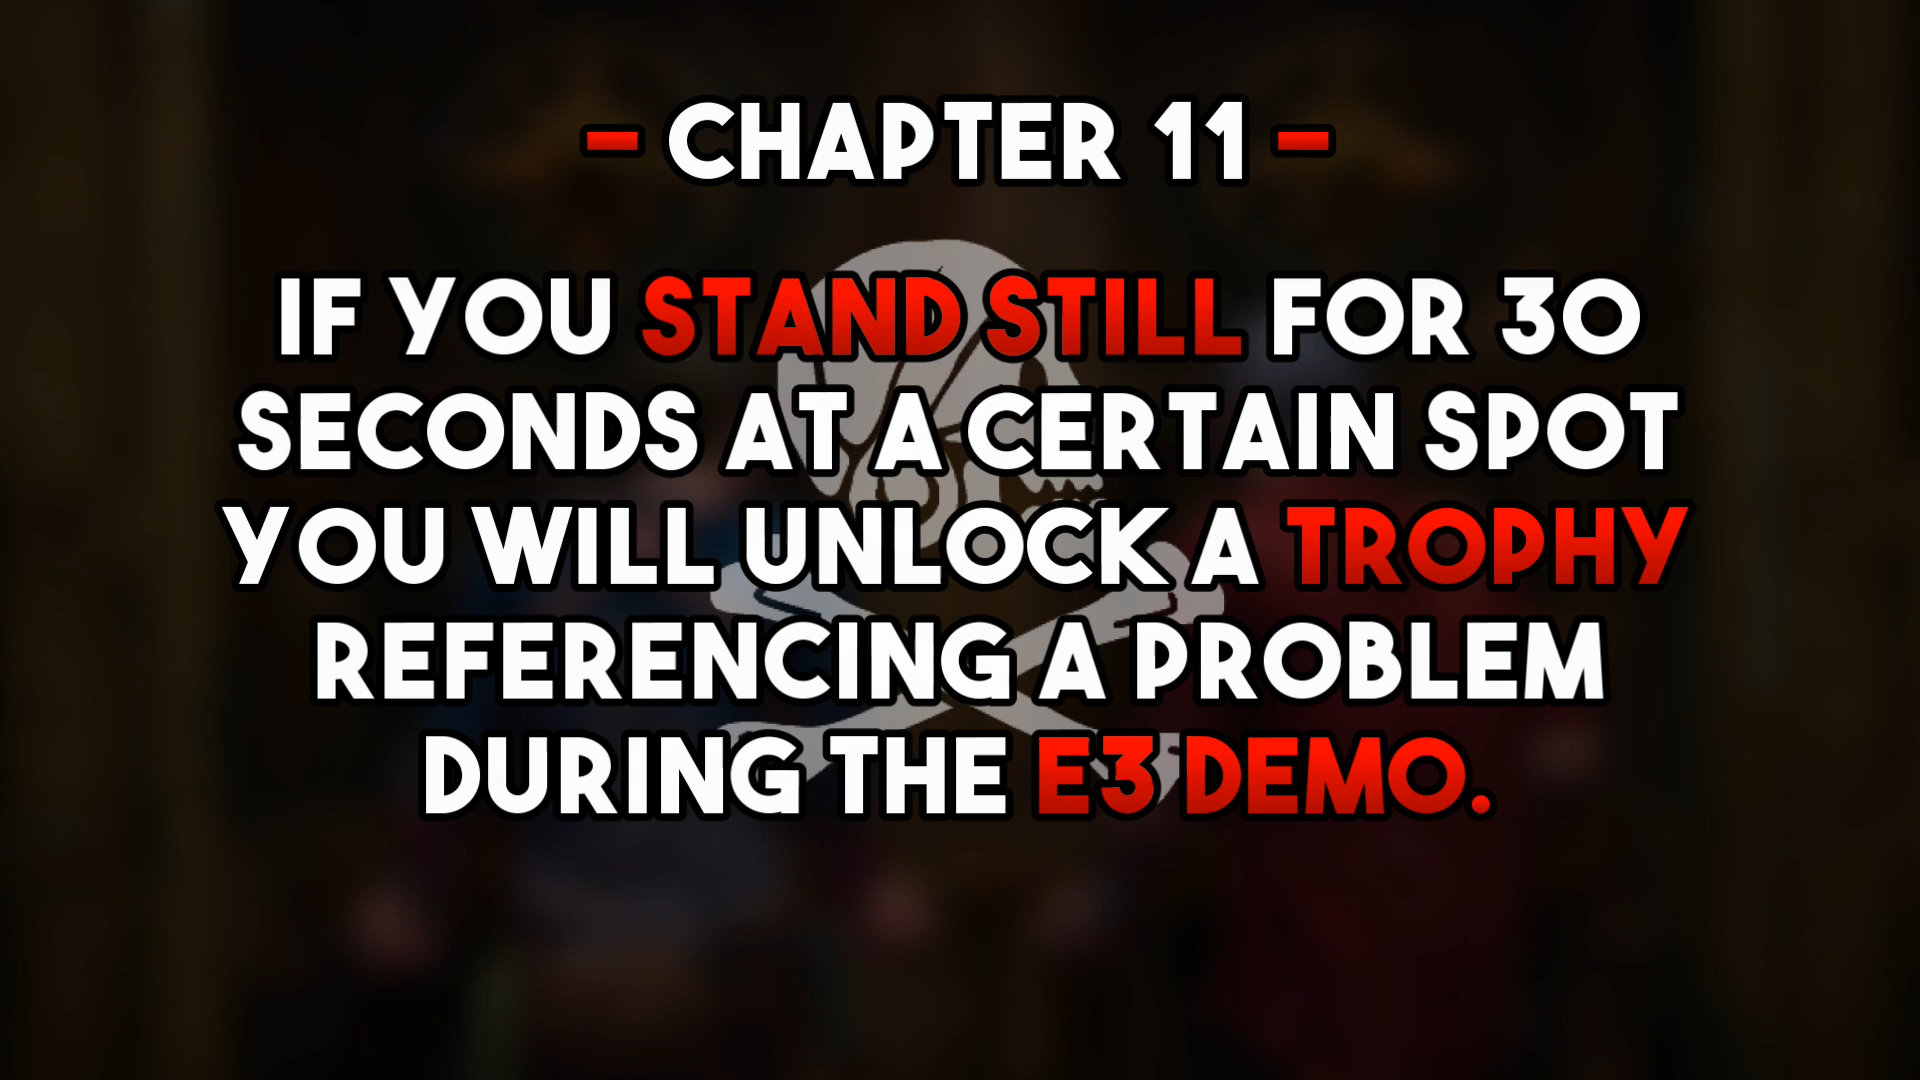 - CHAPTER 11 -
IF YOU STAND STILL FOR 30
SECONDS AT A CERTAIN SPOT
YOU WILL UNLOCK A TROPHY
REFERENCING A PROBLEM
DURING THE E3 DEMO.